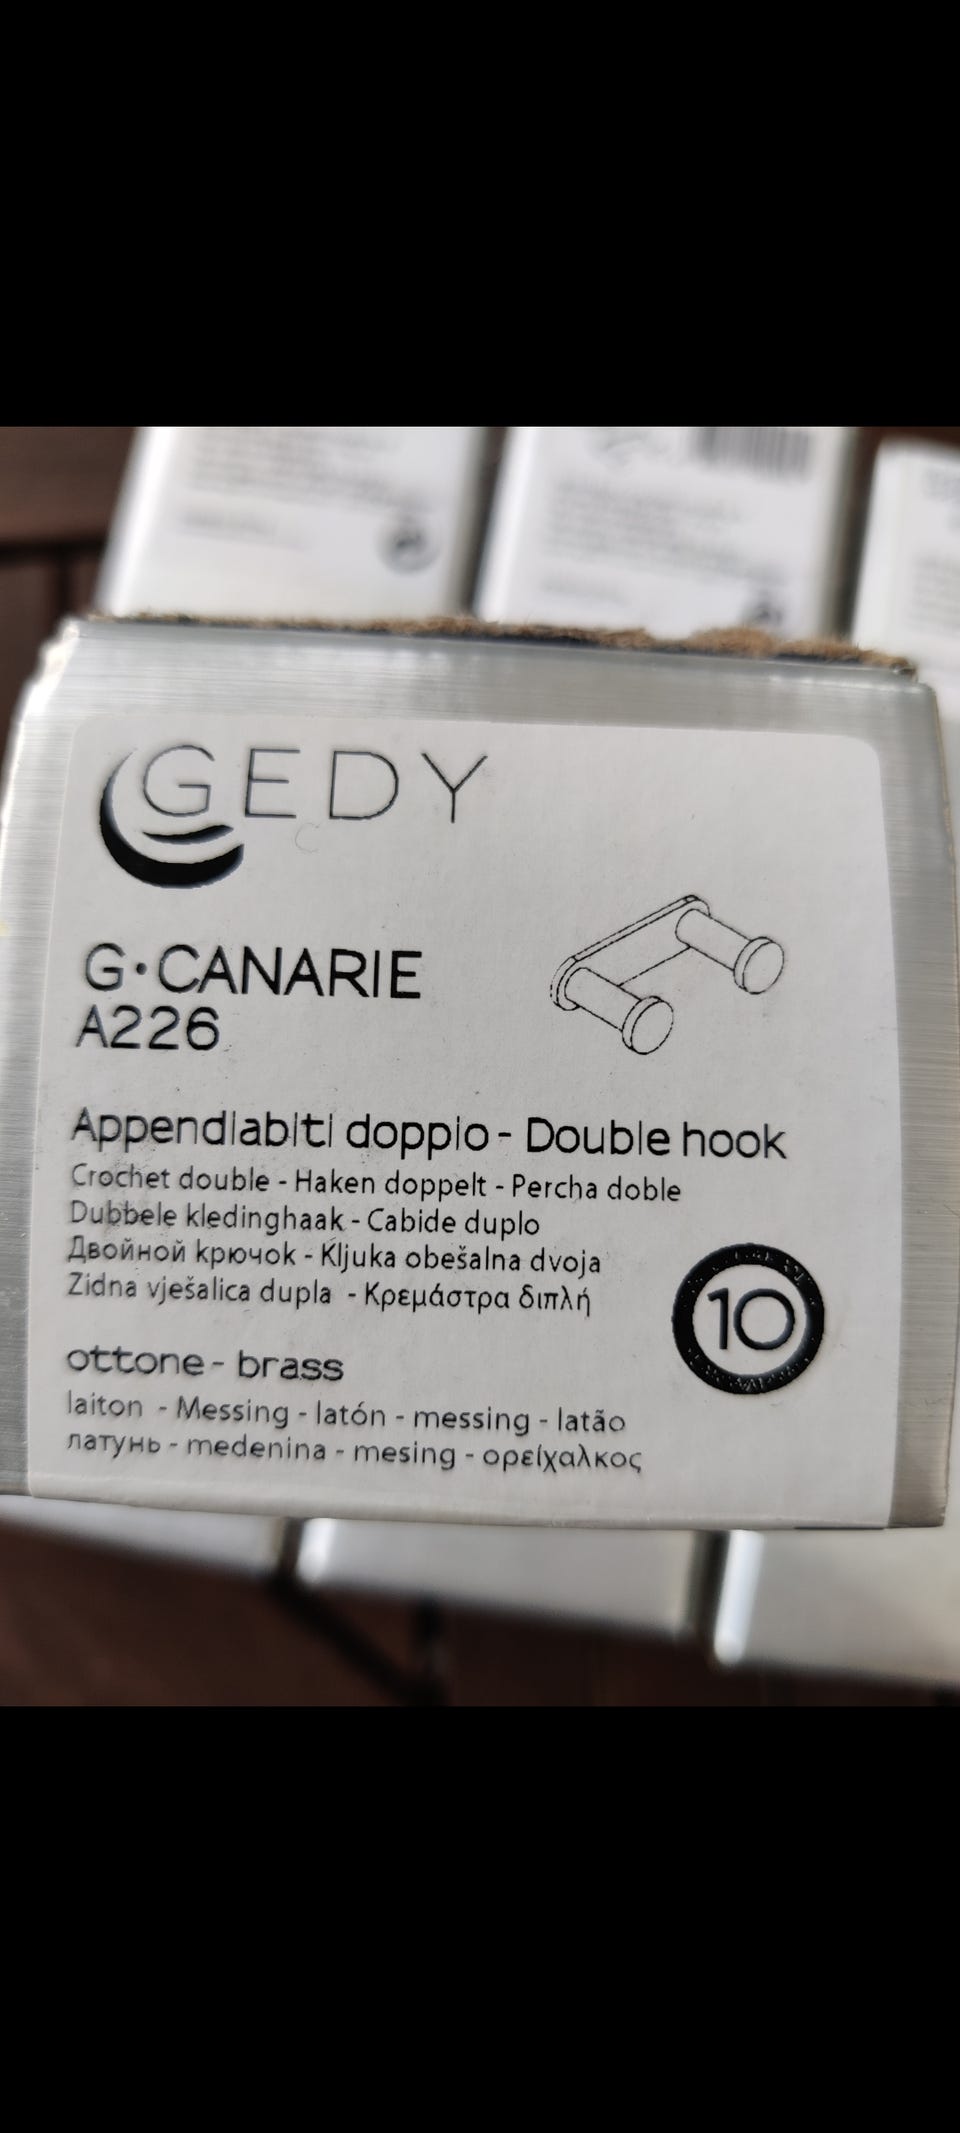 GEDY
G•CANARIE
A226
Appendiabiti doppio - Double hook
Crochet double - Haken doppelt - Percha doble
Dubbele kledinghaak - Cabide duplo
Двойной крючок - Kljuka obešalna dvoja
Zidna vješalica dupla - Κρεμάστρα διπλή
10
ottone - brass
laiton - Messing - latón - messing - latão
латунь - medenina - mesing - ορείχαλκος